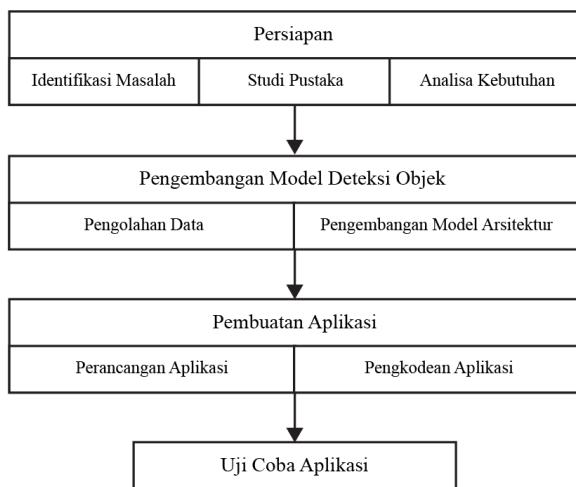 Persiapan
Identifikasi Masalah
Studi Pustaka
Analisa Kebutuhan
Pengembangan Model Deteksi Objek
Pengolahan Data
Pengembangan Model Arsitektur
Pembuatan Aplikasi
Perancangan Aplikasi
Pengkodean Aplikasi
Uji Coba Aplikasi